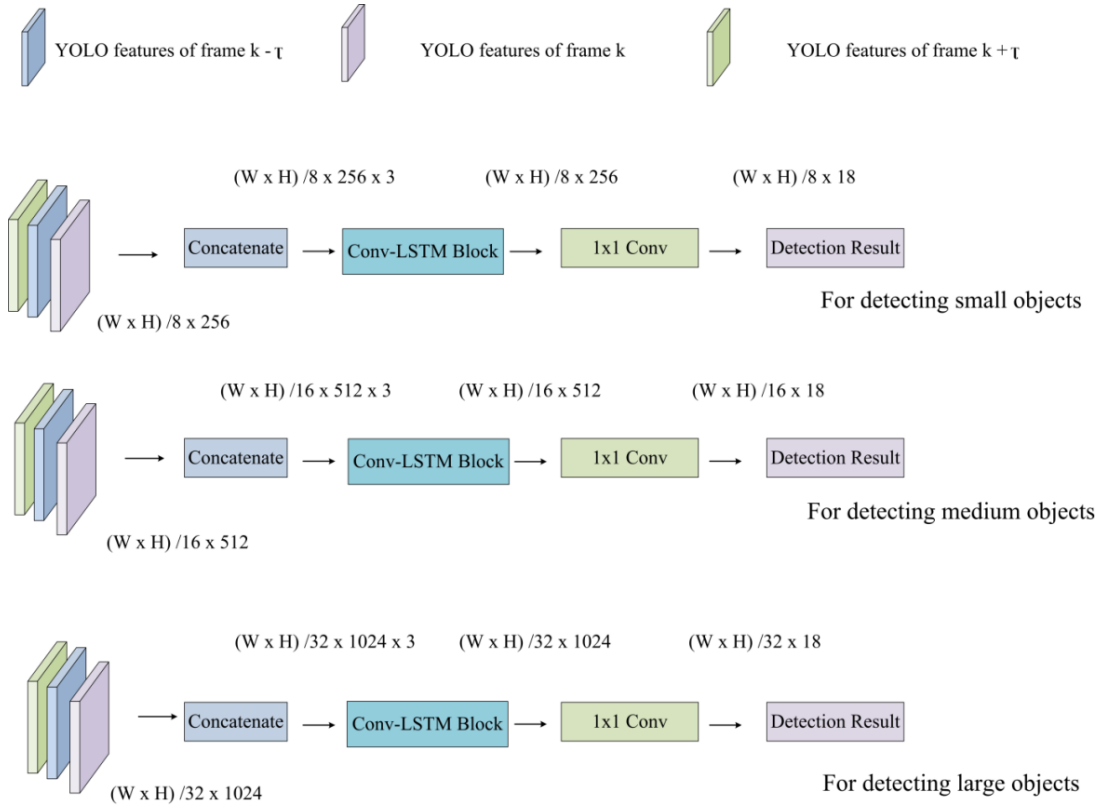 YOLO features of frame k - τ
YOLO features of frame k
YOLO features of frame k + τ
(W x H) /8 x 256 x 3
(W x H) /8 x 256
(W x H) /8 x 18
Concatenate
Conv-LSTM Block
1x1 Conv
Detection Result
For detecting small objects
(W x H) /8 x 256
(W x H) /16 x 512 x 3
(W x H) /16 x 512
(W x H) /16 x 18
Concatenate
Conv-LSTM Block
1x1 Conv
Detection Result
For detecting medium objects
(W x H) /16 x 512
(W x H) /32 x 1024 x 3
(W x H) /32 x 1024
(W x H) /32 x 18
Concatenate
Conv-LSTM Block
1x1 Conv
Detection Result
For detecting large objects
(W x H) /32 x 1024